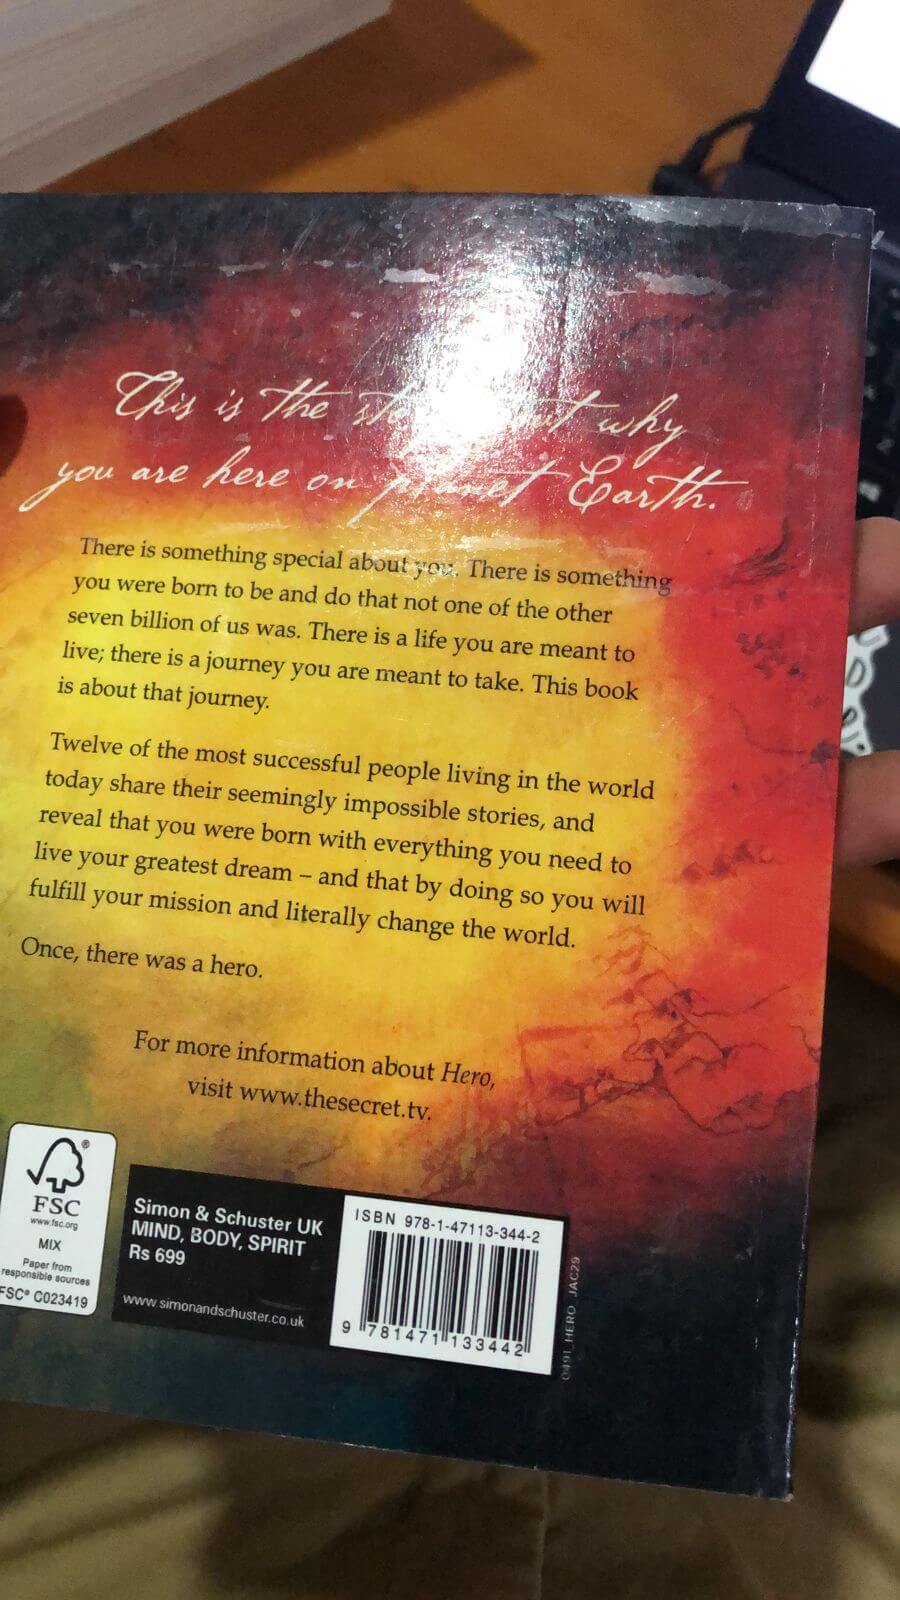 This is the story about why
you are here on planet Earth.
There is something special about you. There is something
you were born to be and do that not one of the other
seven billion of us was. There is a life you are meant to
live; there is a journey you are meant to take. This book
is about that journey.
Twelve of the most successful people living in the world
today share their seemingly impossible stories, and
reveal that you were born with everything you need to
live your greatest dream – and that by doing so you will
fulfill your mission and literally change the world.
Once, there was a hero.
For more information about Hero,
visit www.thesecret.tv.
FSC
www.fsc.org
MIX
Paper from
responsible sources
FSC® C023419
Simon & Schuster UK
MIND, BODY, SPIRIT
Rs 699
www.simonandschuster.co.uk
ISBN 978-1-47113-344-2
9 781471 133442
HERO JAC29